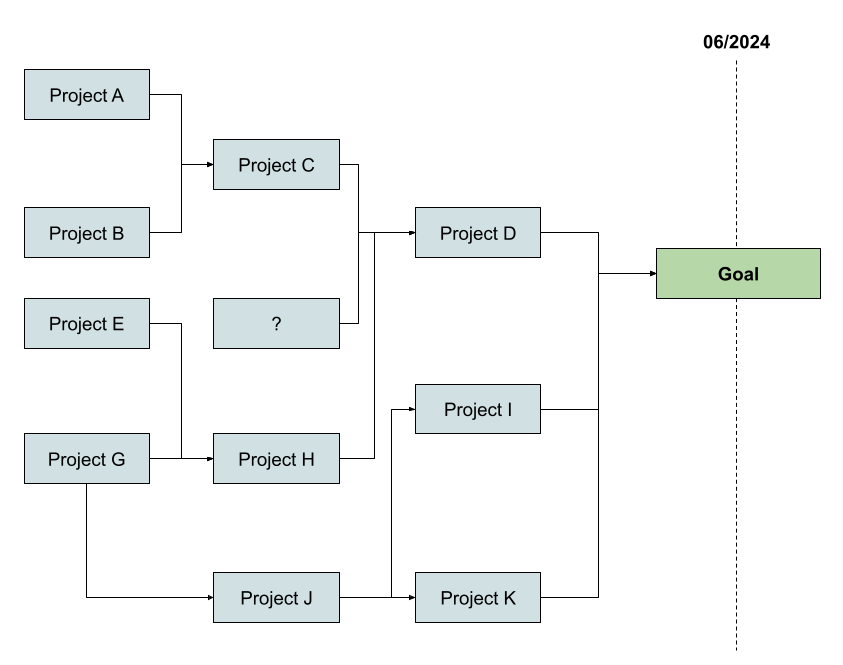 06/2024
Project A
Project C
Project B
Project D
Goal
Project E
?
Project I
Project G
Project H
Project J
Project K